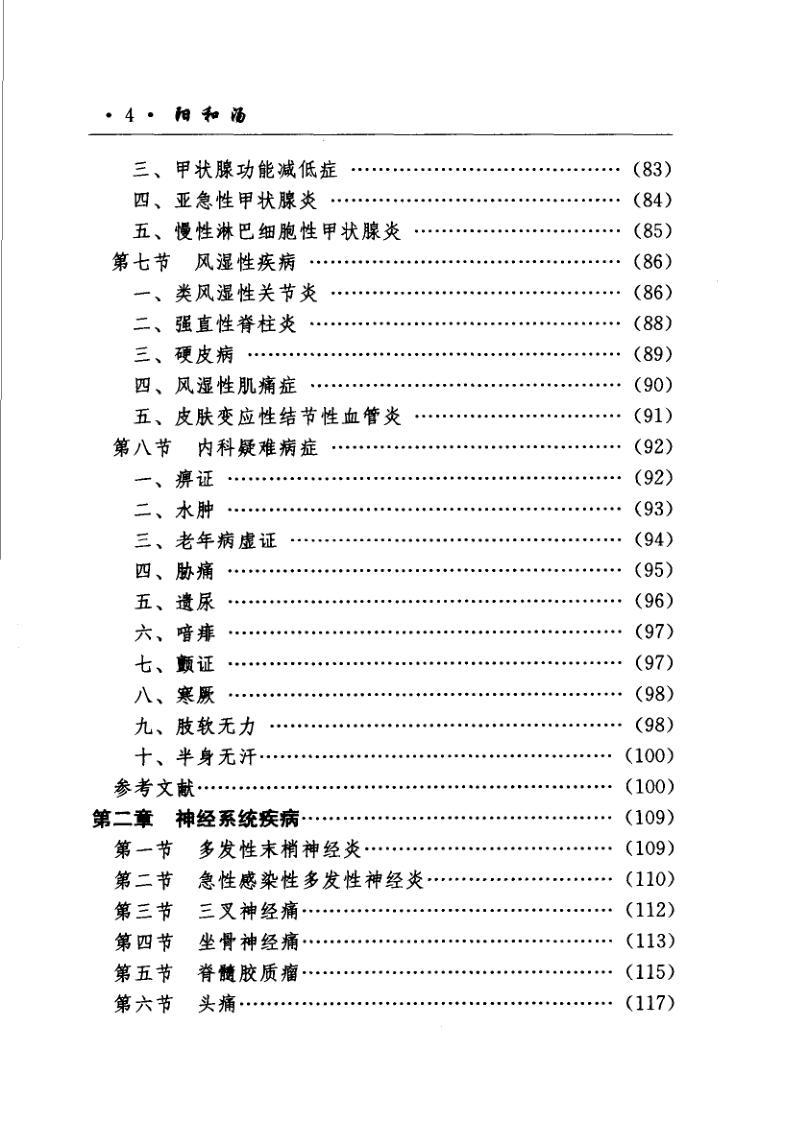 · 4 · 阳和汤
三、甲状腺功能减低症 …………………………………… (83)
四、亚急性甲状腺炎 ……………………………………… (84)
五、慢性淋巴细胞性甲状腺炎 …………………………… (85)
第七节 风湿性疾病 ………………………………………… (86)
一、类风湿性关节炎 ……………………………………… (86)
二、强直性脊柱炎 ………………………………………… (88)
三、硬皮病 ………………………………………………… (89)
四、风湿性肌痛症 ………………………………………… (90)
五、皮肤变应性结节性血管炎 …………………………… (91)
第八节 内科疑难病症 ……………………………………… (92)
一、痹证 …………………………………………………… (92)
二、水肿 …………………………………………………… (93)
三、老年病虚证 …………………………………………… (94)
四、胁痛 …………………………………………………… (95)
五、遗尿 …………………………………………………… (96)
六、喑痱 …………………………………………………… (97)
七、颤证 …………………………………………………… (97)
八、寒厥 …………………………………………………… (98)
九、肢软无力 ……………………………………………… (98)
十、半身无汗……………………………………………… (100)
参考文献……………………………………………………… (100)
第二章 神经系统疾病………………………………………… (109)
第一节 多发性末梢神经炎………………………………… (109)
第二节 急性感染性多发性神经炎………………………… (110)
第三节 三叉神经痛………………………………………… (112)
第四节 坐骨神经痛………………………………………… (113)
第五节 脊髓胶质瘤………………………………………… (115)
第六节 头痛………………………………………………… (117)